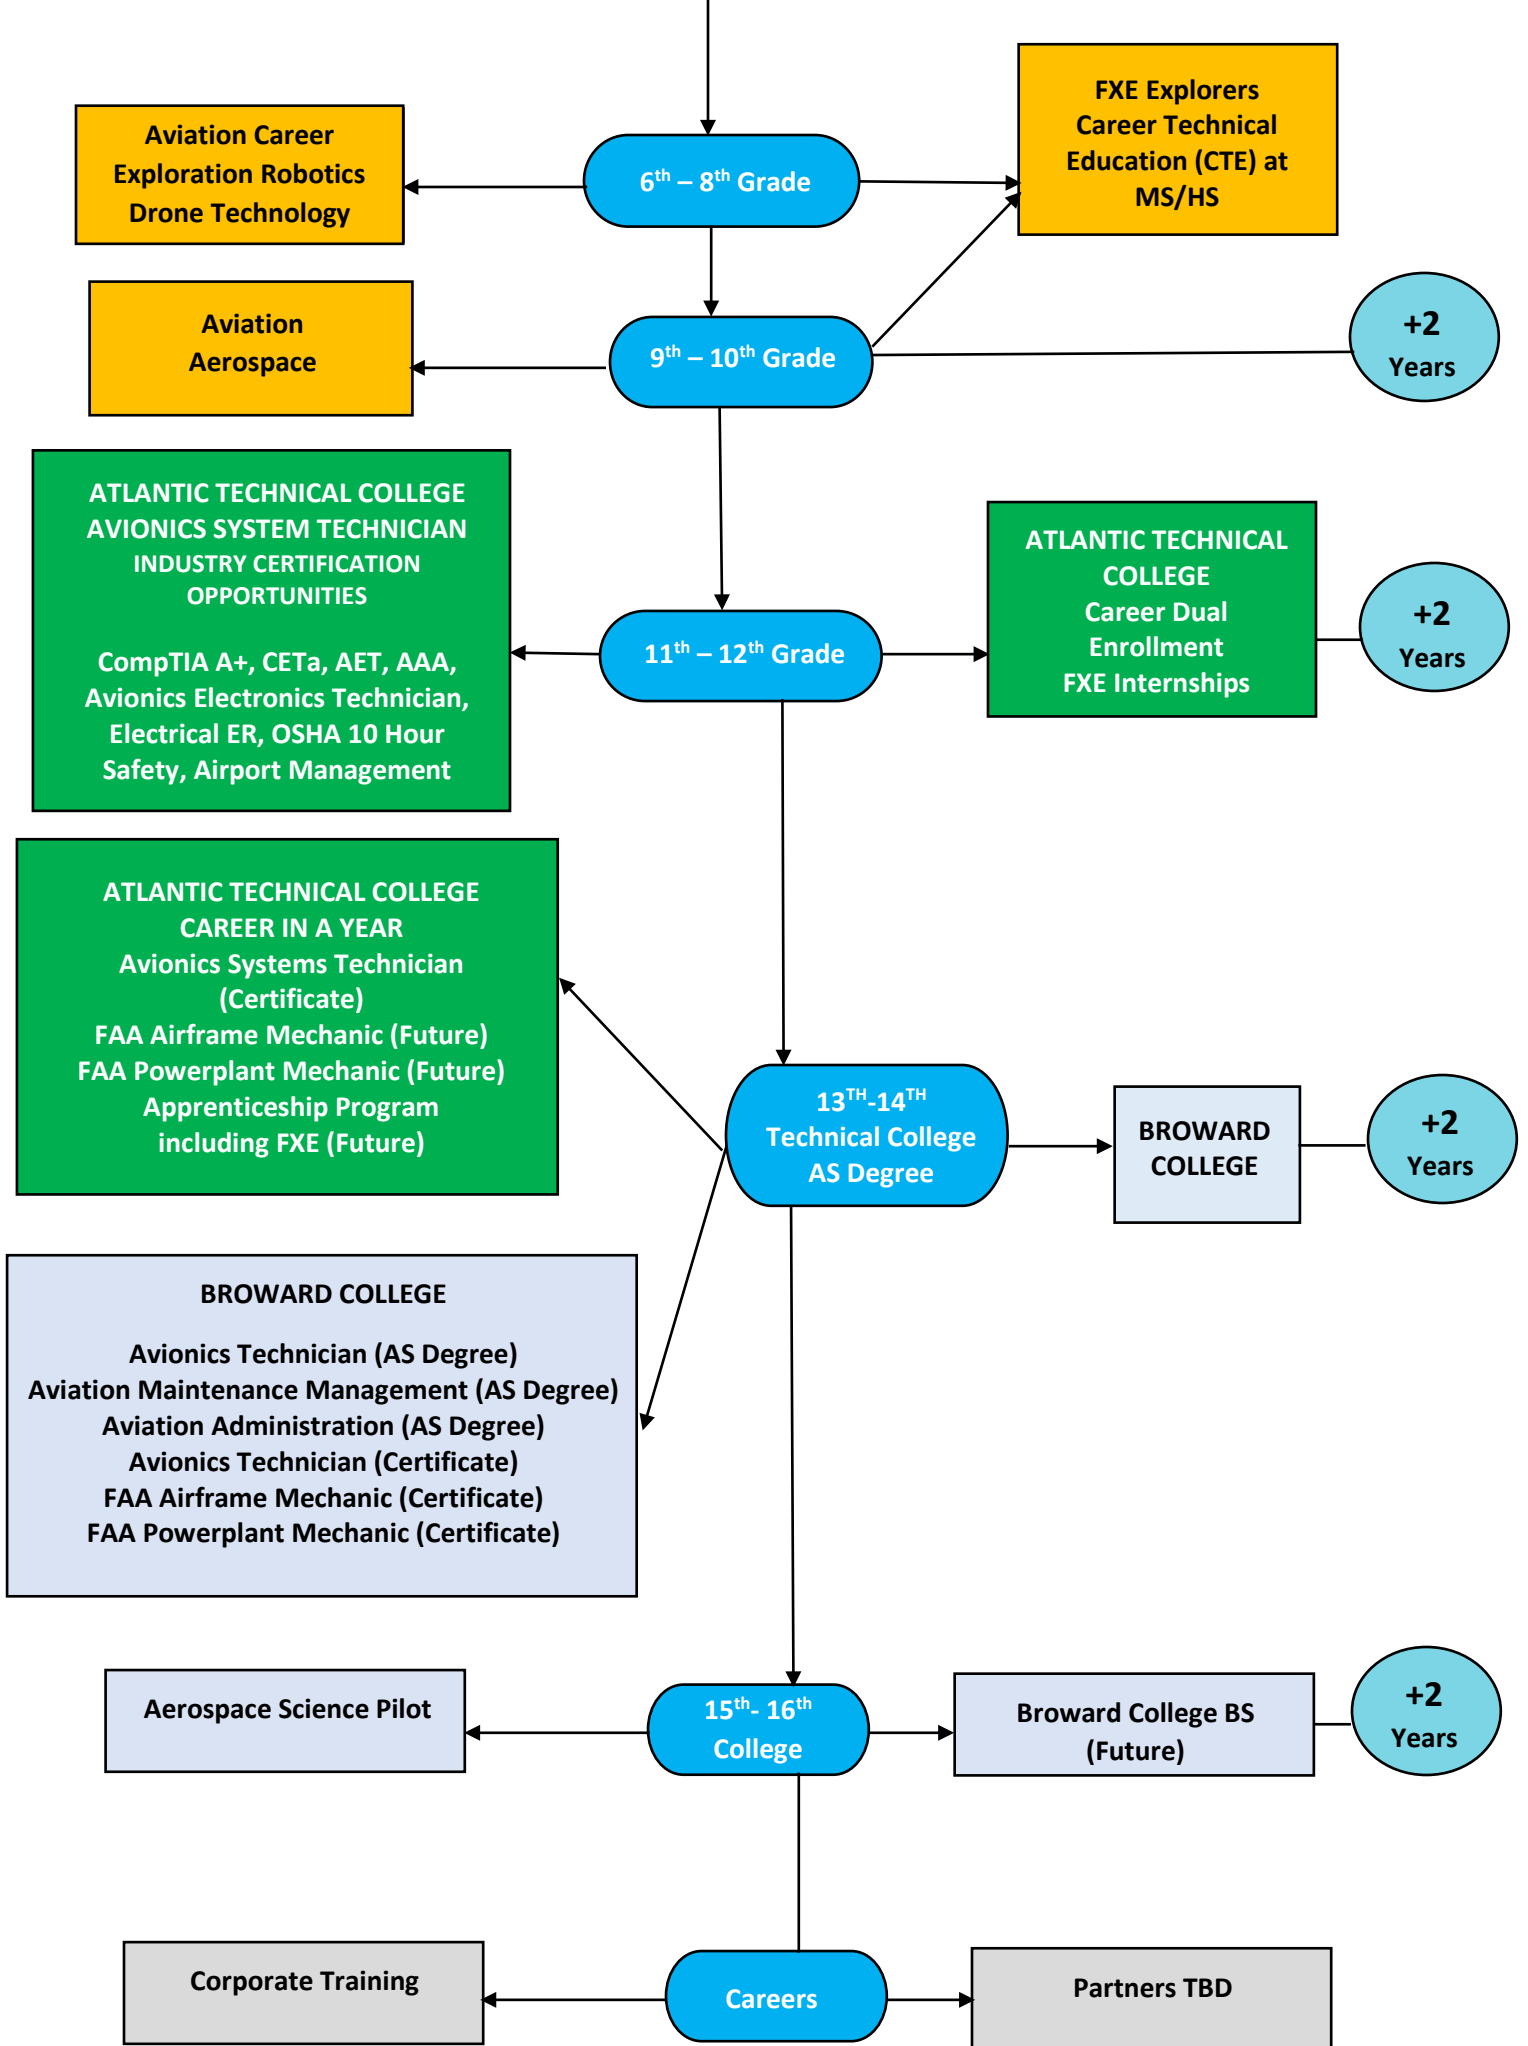 FXE Explorers
Career Technical
Education (CTE) at
MS/HS
Aviation Career
Exploration Robotics
Drone Technology
6th – 8th Grade
Aviation
Aerospace
9th – 10th Grade
+2
Years
ATLANTIC TECHNICAL COLLEGE
AVIONICS SYSTEM TECHNICIAN
INDUSTRY CERTIFICATION
OPPORTUNITIES
CompTIA A+, CETa, AET, AAA,
Avionics Electronics Technician,
Electrical ER, OSHA 10 Hour
Safety, Airport Management
11th – 12th Grade
ATLANTIC TECHNICAL
COLLEGE
Career Dual
Enrollment
FXE Internships
+2
Years
ATLANTIC TECHNICAL COLLEGE
CAREER IN A YEAR
Avionics Systems Technician
(Certificate)
FAA Airframe Mechanic (Future)
FAA Powerplant Mechanic (Future)
Apprenticeship Program
including FXE (Future)
13TH-14TH
Technical College
AS Degree
BROWARD
COLLEGE
+2
Years
BROWARD COLLEGE
Avionics Technician (AS Degree)
Aviation Maintenance Management (AS Degree)
Aviation Administration (AS Degree)
Avionics Technician (Certificate)
FAA Airframe Mechanic (Certificate)
FAA Powerplant Mechanic (Certificate)
Aerospace Science Pilot
15th- 16th
College
Broward College BS
(Future)
+2
Years
Corporate Training
Careers
Partners TBD